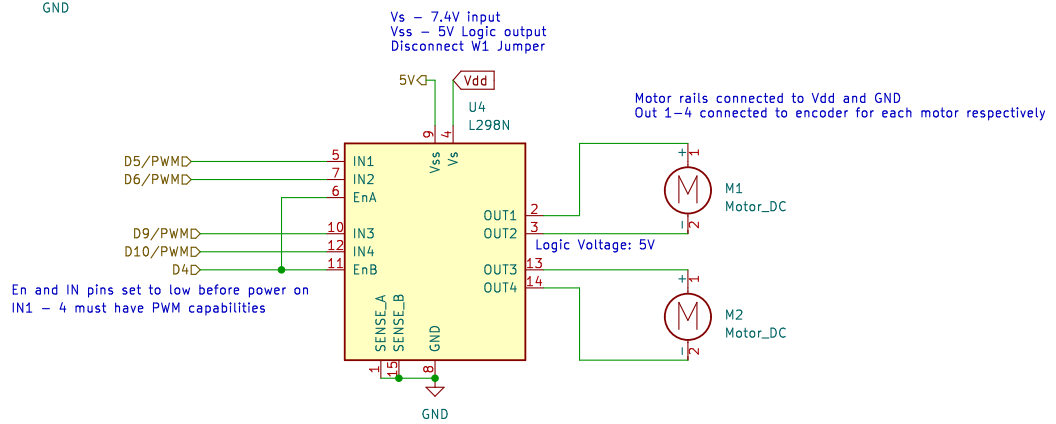 GND
Vs - 7.4V input
Vss - 5V Logic output
Disconnect W1 Jumper
5V
Vdd
U4
L298N
Motor rails connected to Vdd and GND
Out 1-4 connected to encoder for each motor respectively
9
4
Vss
Vs
D5/PWM
5
IN1
D6/PWM
7
IN2
6
EnA
D9/PWM
10
IN3
D10/PWM
12
IN4
D4
11
EnB
OUT1
2
OUT2
3
Logic Voltage: 5V
OUT3
13
OUT4
14
+
1
M
-
2
M1
Motor_DC
+
1
M
-
2
M2
Motor_DC
En and IN pins set to low before power on
IN1 - 4 must have PWM capabilities
SENSE_A
SENSE_B
GND
1
15
8
GND